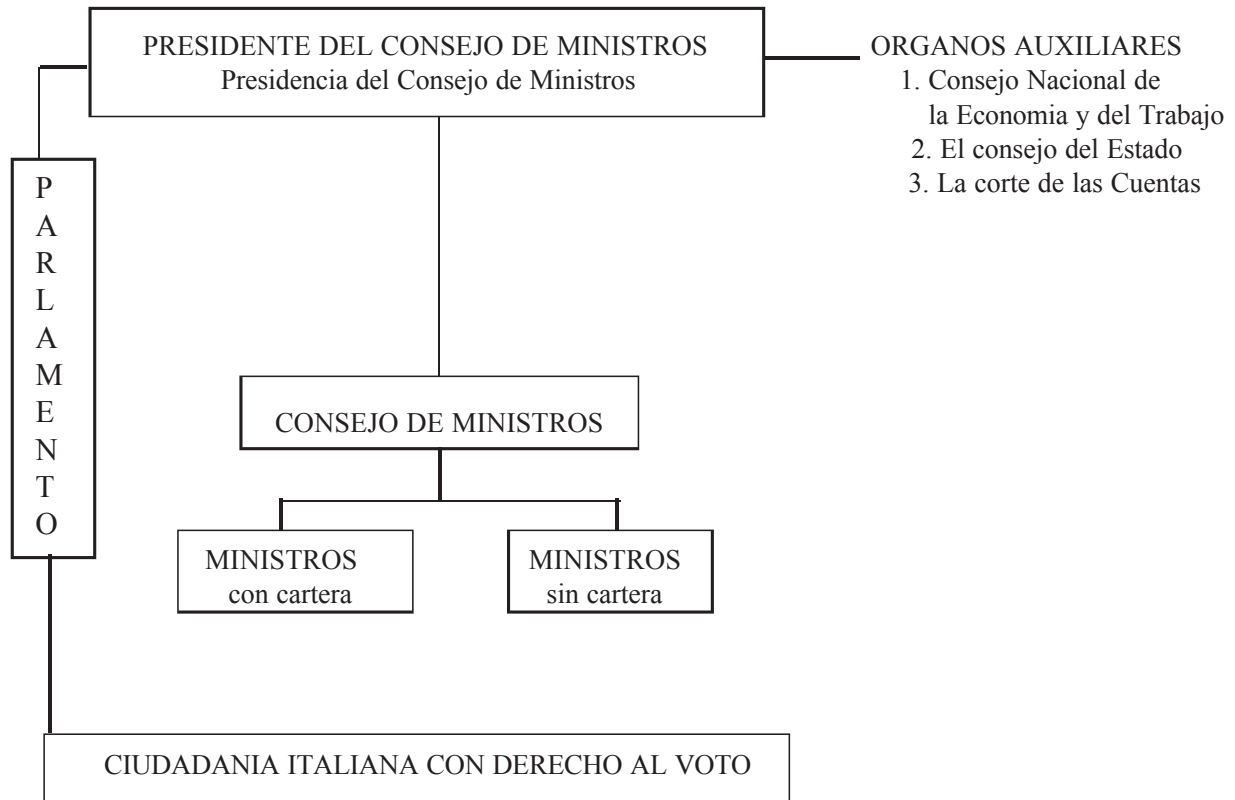 PRESIDENTE DEL CONSEJO DE MINISTROS
Presidencia del Consejo de Ministros
ORGANOS AUXILIARES
1. Consejo Nacional de
la Economia y del Trabajo
2. El consejo del Estado
3. La corte de las Cuentas
P
A
R
L
A
M
E
N
T
O
CONSEJO DE MINISTROS
MINISTROS
con cartera
MINISTROS
sin cartera
CIUDADANIA ITALIANA CON DERECHO AL VOTO